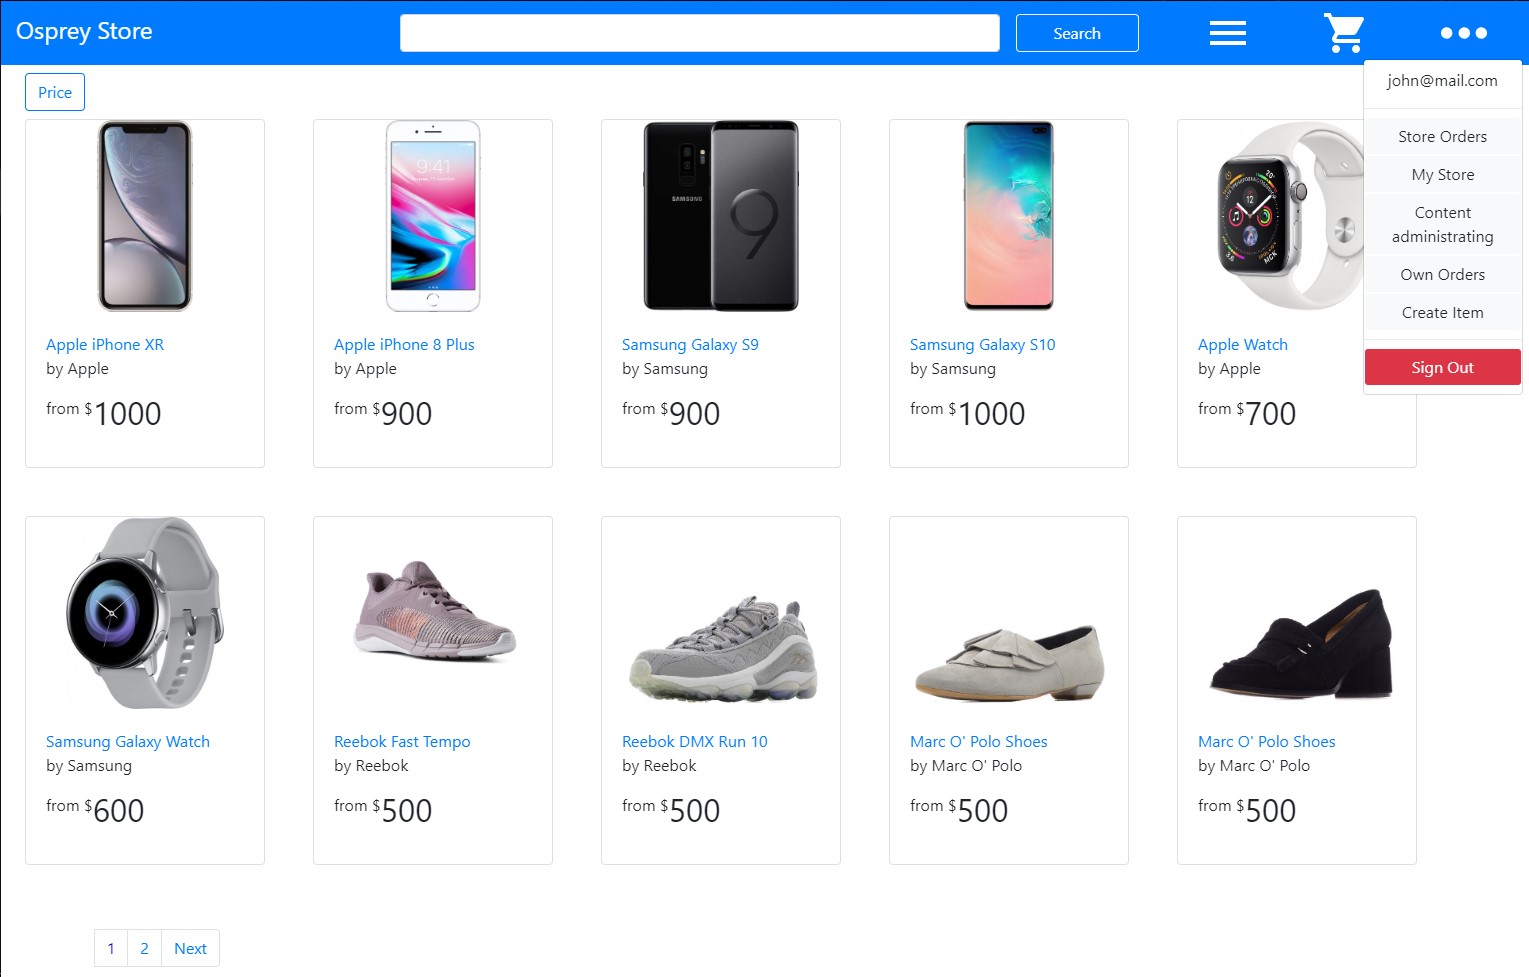 Osprey Store
Search
john@mail.com
Store Orders
My Store
Content
administrating
Own Orders
Create Item
Sign Out
Price
9:41
SAMSUNG
9
12
20°
МСК
Apple iPhone XR
by Apple
from $1000
Apple iPhone 8 Plus
by Apple
from $900
Samsung Galaxy S9
by Samsung
from $900
Samsung Galaxy S10
by Samsung
from $1000
Apple Watch
by Apple
from $700
Samsung Galaxy Watch
by Samsung
from $600
Reebok Fast Tempo
by Reebok
from $500
Reebok DMX Run 10
by Reebok
from $500
Marc O' Polo Shoes
by Marc O' Polo
from $500
Marc O' Polo Shoes
by Marc O' Polo
from $500
1 2 Next